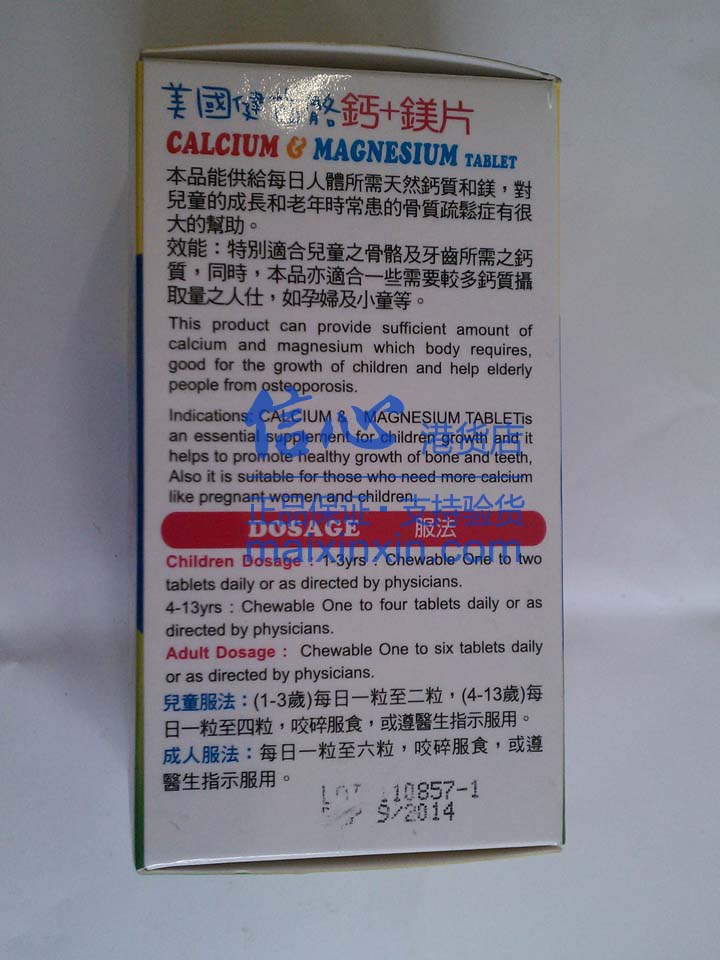 美國健 骼鈣+鎂片
CALCIUM & MAGNESIUM TABLET
本品能供給每日人體所需天然鈣質和鎂，對
兒童的成長和老年時常患的骨質疏鬆症有很
大的幫助。
效能：特別適合兒童之骨骼及牙齒所需之鈣
質，同時，本品亦適合一些需要較多鈣質攝
取量之人仕，如孕婦及小童等。
This product can provide sufficient amount of
calcium and magnesium which body requires,
good for the growth of children and help elderly
people from osteoporosis.
Indications: CALCIUM & MAGNESIUM TABLETis
an essential supplement for children growth and it
helps to promote healthy growth of bone and teeth,
Also it is suitable for those who need more calcium
like pregnant women and children.
信心 港货店
正品保证·支持验货
maixinxin.com
DOSAGE 服法
Children Dosage : 1-3yrs : Chewable One to two
tablets daily or as directed by physicians.
4-13yrs : Chewable One to four tablets daily or as
directed by physicians.
Adult Dosage : Chewable One to six tablets daily
or as directed by physicians.
兒童服法：(1-3歲)每日一粒至二粒，(4-13歲)每
日一粒至四粒，咬碎服食，或遵醫生指示服用。
成人服法：每日一粒至六粒，咬碎服食，或遵
醫生指示服用。
LOT 110857-1
9/2014